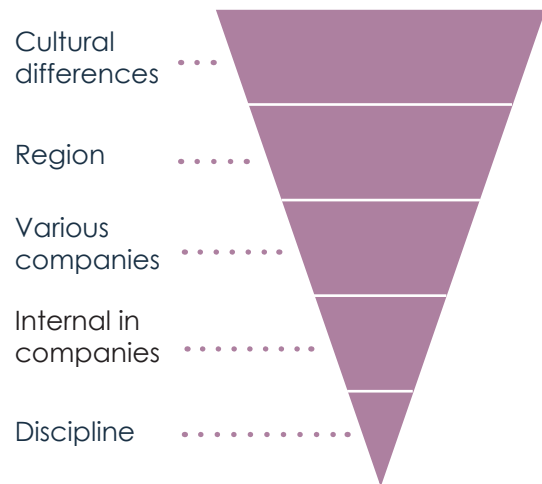 Cultural
differences
Region
Various
companies
Internal in
companies
Discipline